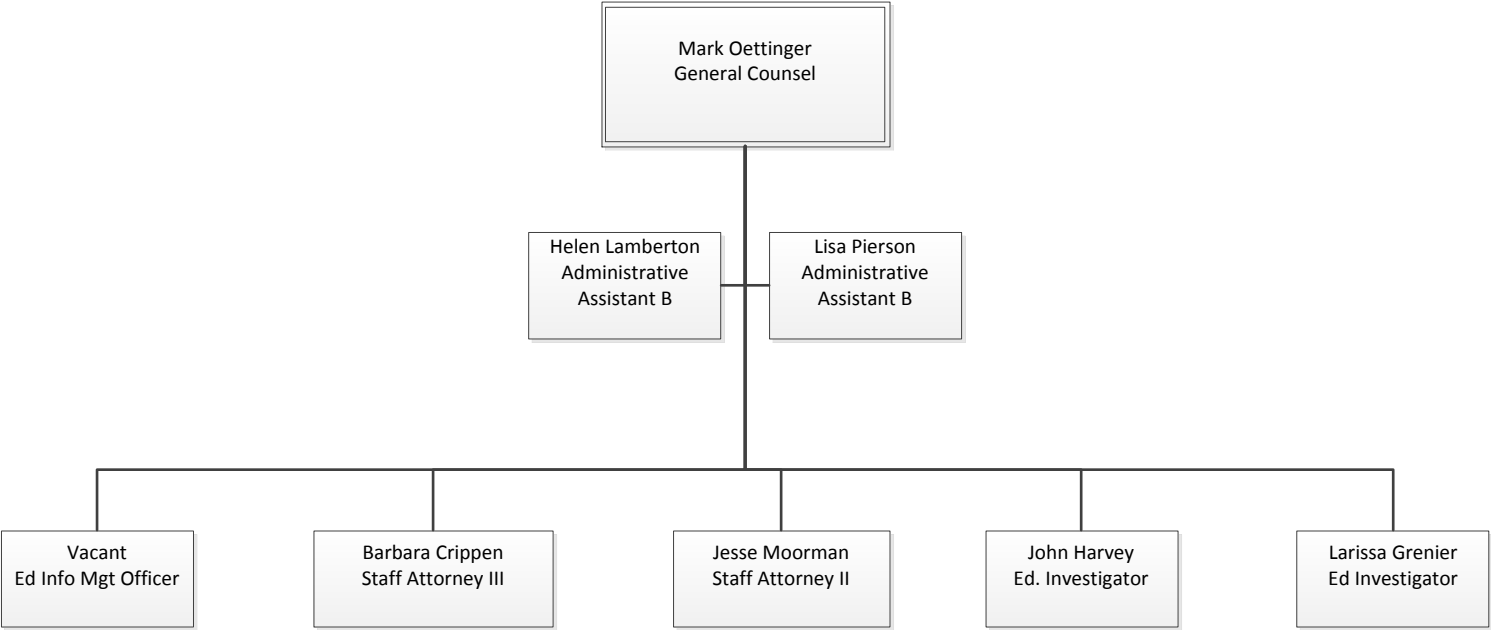 Mark Oettinger
General Counsel
Helen Lamberton
Administrative
Assistant B
Lisa Pierson
Administrative
Assistant B
Vacant
Ed Info Mgt Officer
Barbara Crippen
Staff Attorney III
Jesse Moorman
Staff Attorney II
John Harvey
Ed. Investigator
Larissa Grenier
Ed Investigator